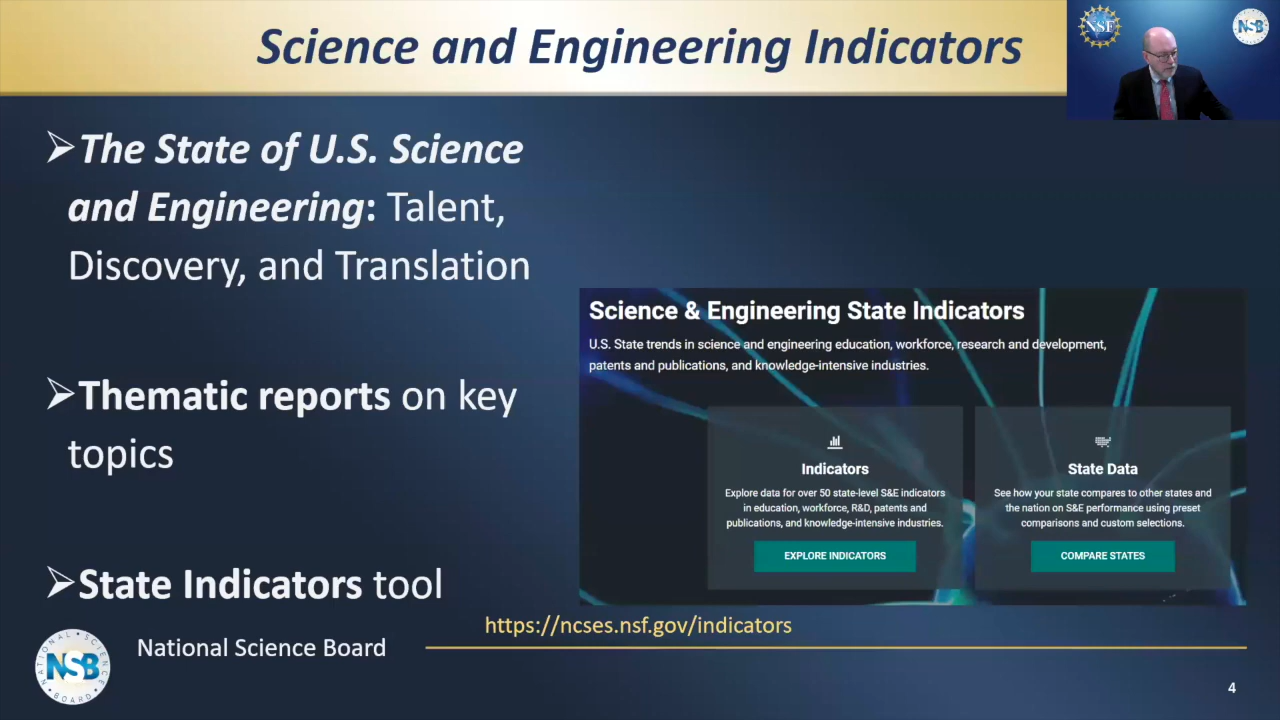 Science and Engineering Indicators
NSF
NSB
➢The State of U.S. Science
and Engineering: Talent,
Discovery, and Translation
Science & Engineering State Indicators
U.S. State trends in science and engineering education, workforce, research and development,
patents and publications, and knowledge-intensive industries.
➢Thematic reports on key
topics
Indicators
Explore data for over 50 state-level S&E indicators
in education, workforce, R&D, patents and
publications, and knowledge-intensive industries.
EXPLORE INDICATORS
State Data
See how your state compares to other states and
the nation on S&E performance using preset
comparisons and custom selections.
COMPARE STATES
➢State Indicators tool
https://ncses.nsf.gov/indicators
NATIONAL SCIENCE BOARD
NSB
National Science Board
4